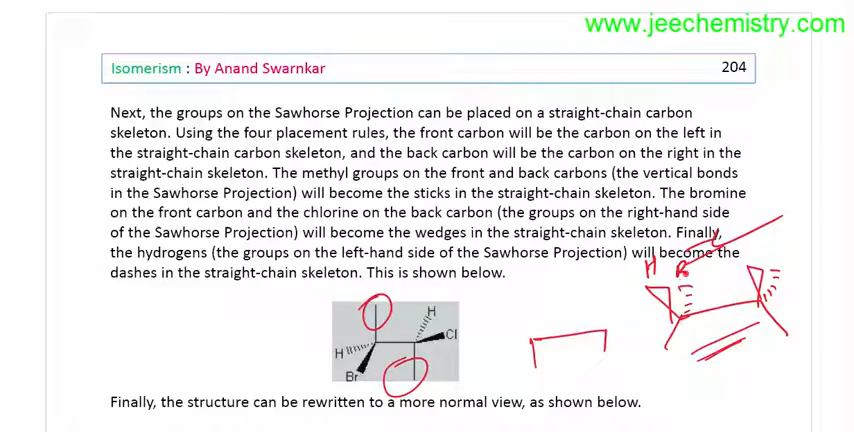 www.jeechemistry.com
Isomerism : By Anand Swarnkar 204
Next, the groups on the Sawhorse Projection can be placed on a straight-chain carbon
skeleton. Using the four placement rules, the front carbon will be the carbon on the left in
the straight-chain carbon skeleton, and the back carbon will be the carbon on the right in the
straight-chain skeleton. The methyl groups on the front and back carbons (the vertical bonds
in the Sawhorse Projection) will become the sticks in the straight-chain skeleton. The bromine
on the front carbon and the chlorine on the back carbon (the groups on the right-hand side
of the Sawhorse Projection) will become the wedges in the straight-chain skeleton. Finally,
the hydrogens (the groups on the left-hand side of the Sawhorse Projection) will become the
dashes in the straight-chain skeleton. This is shown below.
H
H
Cl
H
Br
Finally, the structure can be rewritten to a more normal view, as shown below.